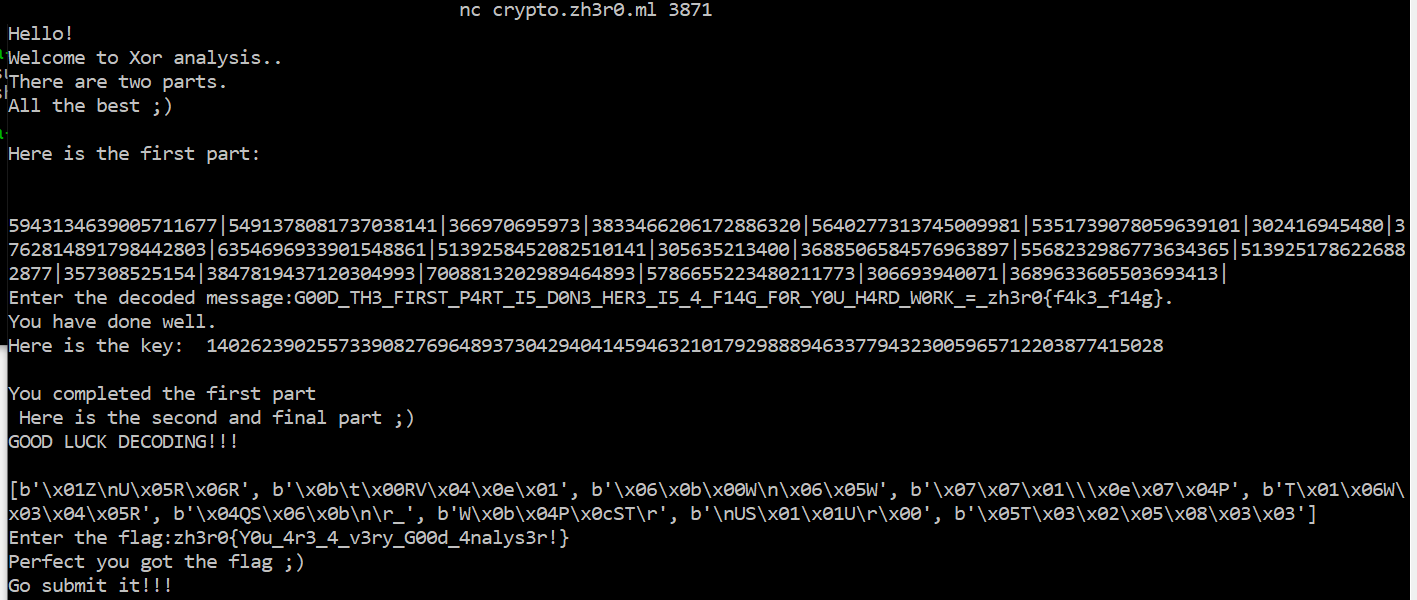 nc crypto.zh3r0.ml 3871
Hello!
Welcome to Xor analysis..
There are two parts.
All the best ;)
Here is the first part:
5943134639005711677|5491378081737038141|366970695973|3833466206172886320|5640277313745009981|5351739078059639101|302416945480|3
762814891798442803|6354696933901548861|5139258452082510141|305635213400|3688506584576963897|5568232986773634365|513925178622688
2877|357308525154|3847819437120304993|7008813202989464893|5786655223480211773|306693940071|3689633605503693413|
Enter the decoded message:G00D_TH3_FIRST_P4RT_I5_D0N3_HER3_I5_4_F14G_F0R_Y0U_H4RD_W0RK_=_zh3r0{f4k3_f14g}.
You have done well.
Here is the key:  14026239025573390827696489373042940414594632101792988894633779432300596571220387741​5028
You completed the first part
 Here is the second and final part ;)
GOOD LUCK DECODING!!!
[b'\x01Z\nU\x05R\x06R', b'\x0b\t\x00RV\x04\x0e\x01', b'\x06\x0b\x00W\n\x06\x05W', b'\x07\x07\x01\\\x0e\x07\x04P', b'T\x01\x06W\
x03\x04\x05R', b'\x04QS\x06\x0b\n\r_', b'W\x0b\x04P\x0cST\r', b'\nUS\x01\x01U\r\x00', b'\x05T\x03\x02\x05\x08\x03\x03']
Enter the flag:zh3r0{Y0u_4r3_4_v3ry_G00d_4nalys3r!}
Perfect you got the flag ;)
Go submit it!!!